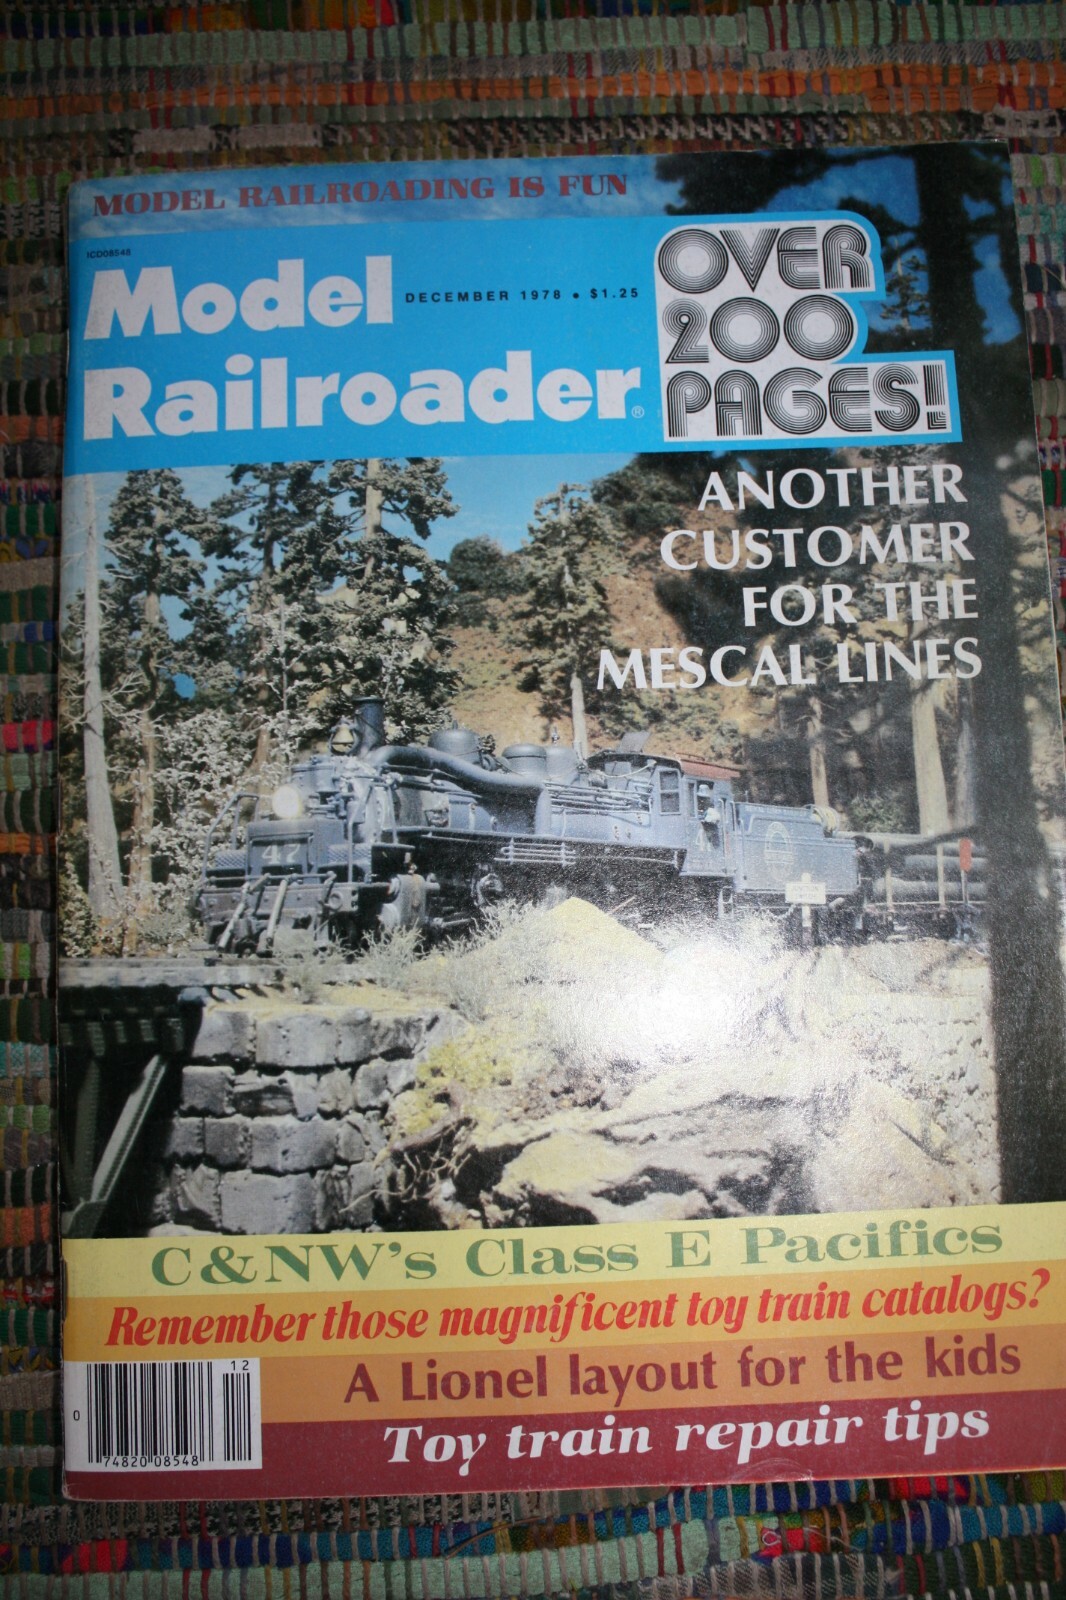 MODEL RAILROADING IS FUN
ICD08548
Model
DECEMBER 1978 • $1.25
Railroader®
OVER
200
PAGES!
ANOTHER
CUSTOMER
FOR THE
MESCAL LINES
47
C&NW's Class E Pacifics
Remember those magnificent toy train catalogs?
A Lionel layout for the kids
Toy train repair tips
12
0 74820 08548